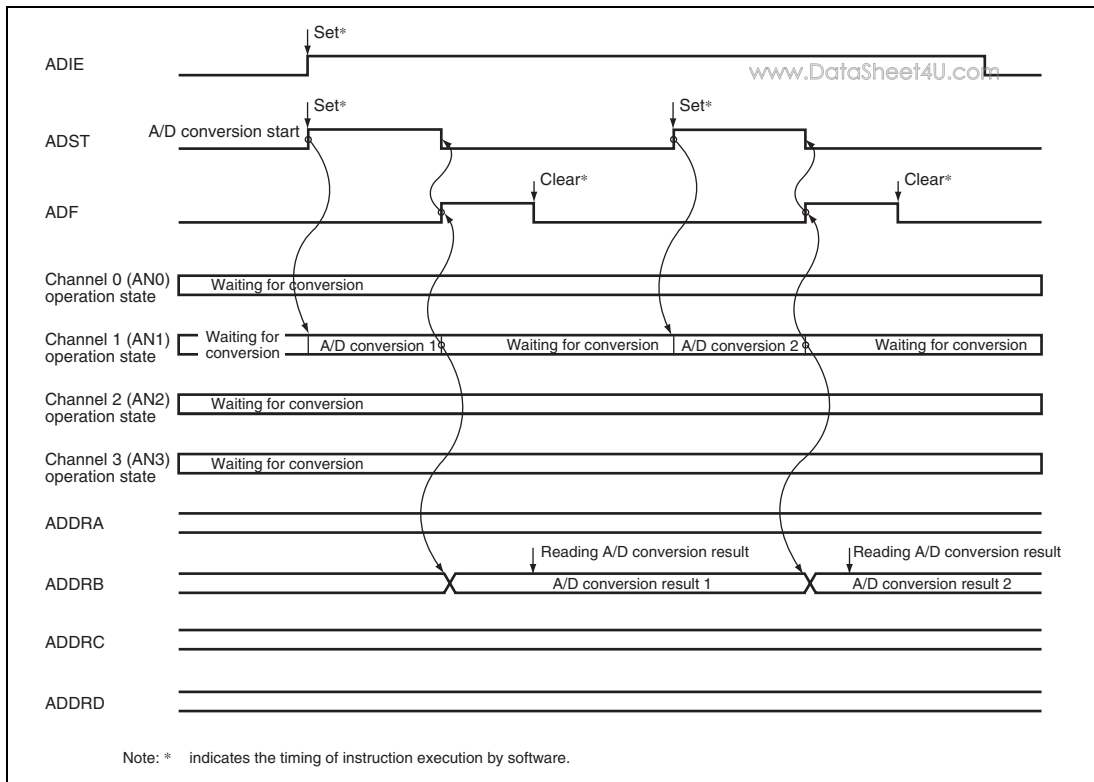 Set*
ADIE
www.DataSheet4U.com
Set*
Set*
A/D conversion start
ADST
Clear*
Clear*
ADF
Channel 0 (AN0)
operation state
Waiting for conversion
Channel 1 (AN1)
operation state
Waiting for
conversion
A/D conversion 1
Waiting for conversion
A/D conversion 2
Waiting for conversion
Channel 2 (AN2)
operation state
Waiting for conversion
Channel 3 (AN3)
operation state
Waiting for conversion
ADDRA
Reading A/D conversion result
Reading A/D conversion result
ADDRB
A/D conversion result 1
A/D conversion result 2
ADDRC
ADDRD
Note: * indicates the timing of instruction execution by software.